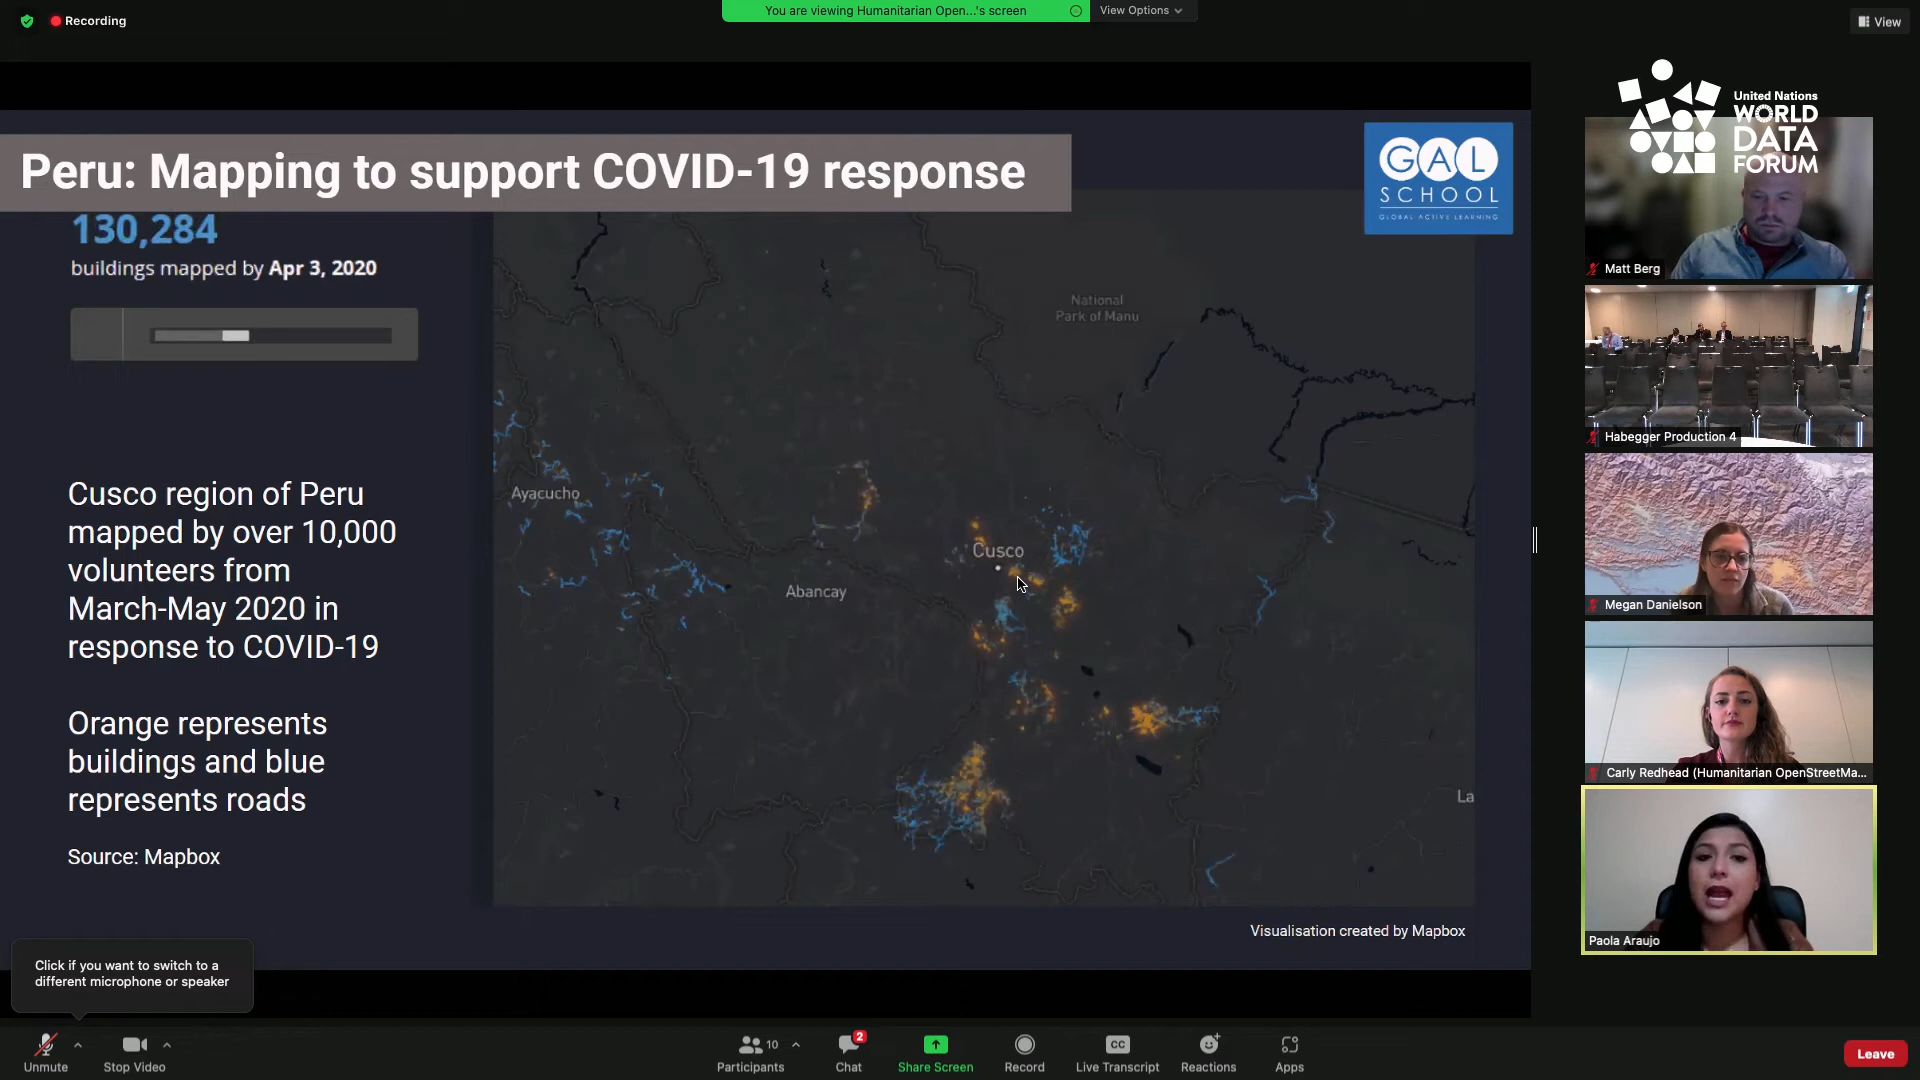 Recording
You are viewing Humanitarian Open...'s screen
View Options
View
Peru: Mapping to support COVID-19 response
GAL
SCHOOL
GLOBAL ACTIVE LEARNING
130,284
buildings mapped by Apr 3, 2020
National
Park of Manu
Ayacucho
Cusco
Abancay
La
Cusco region of Peru
mapped by over 10,000
volunteers from
March-May 2020 in
response to COVID-19
Orange represents
buildings and blue
represents roads
Source: Mapbox
Visualisation created by Mapbox
United Nations
WORLD
DATA
FORUM
Matt Berg
Habegger Production 4
Megan Danielson
Carly Redhead (Humanitarian OpenStreetMa...
Paola Araujo
Click if you want to switch to a
different microphone or speaker
Unmute
Stop Video
10
Participants
2
Chat
Share Screen
Record
CC
Live Transcript
Reactions
Apps
Leave